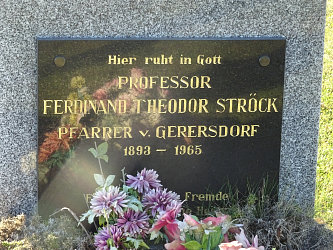 Hier ruht in Gott
PROFESSOR
FERDINAND THEODOR STRÖCK
PFARRER v. GERERSDORF
1893 – 1965
Fremde